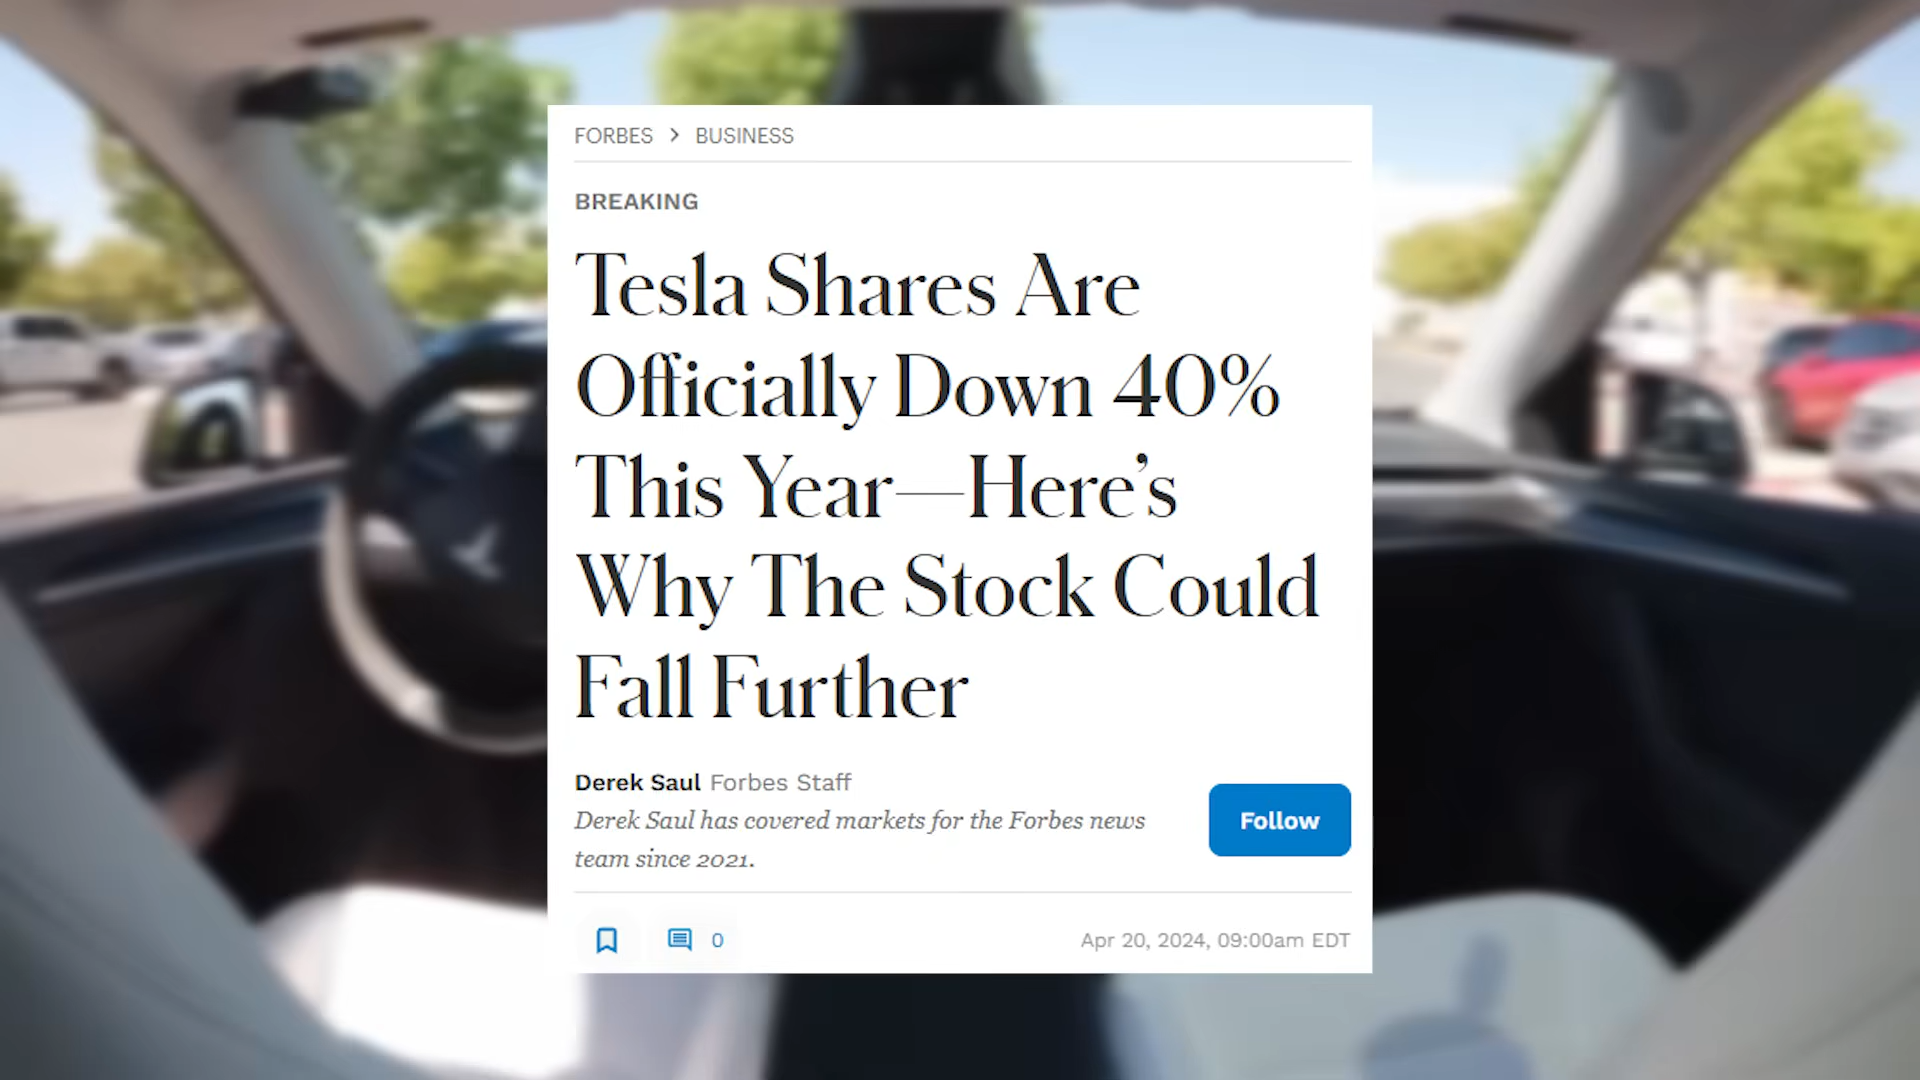 FORBES > BUSINESS
BREAKING
Tesla Shares Are
Officially Down 40%
This Year—Here’s
Why The Stock Could
Fall Further
Derek Saul Forbes Staff
Derek Saul has covered markets for the Forbes news
team since 2021.
Follow
0
Apr 20, 2024, 09:00am EDT